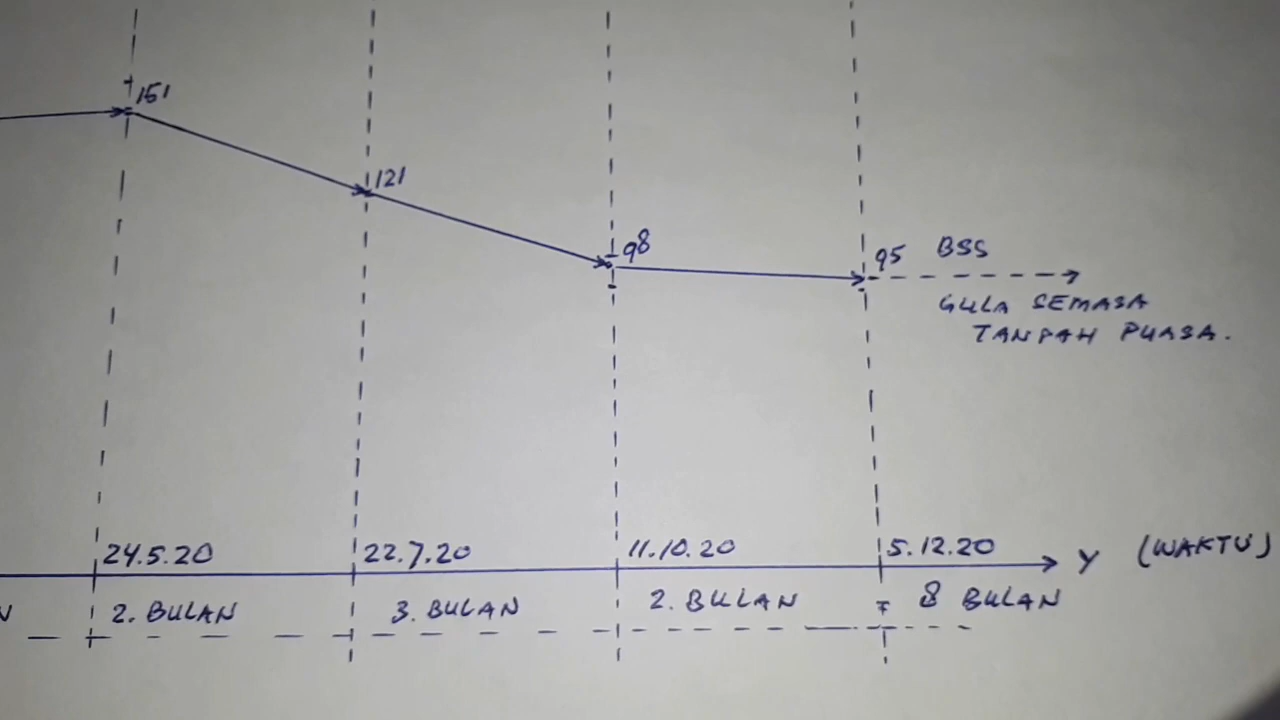 151
121
98
95 BSS
GULA SEMASA
TANPAH PUASA.
24.5.20 22.7.20 11.10.20 5.12.20 Y (WAKTU)
2. BULAN 3. BULAN 2. BULAN 8 BULAN